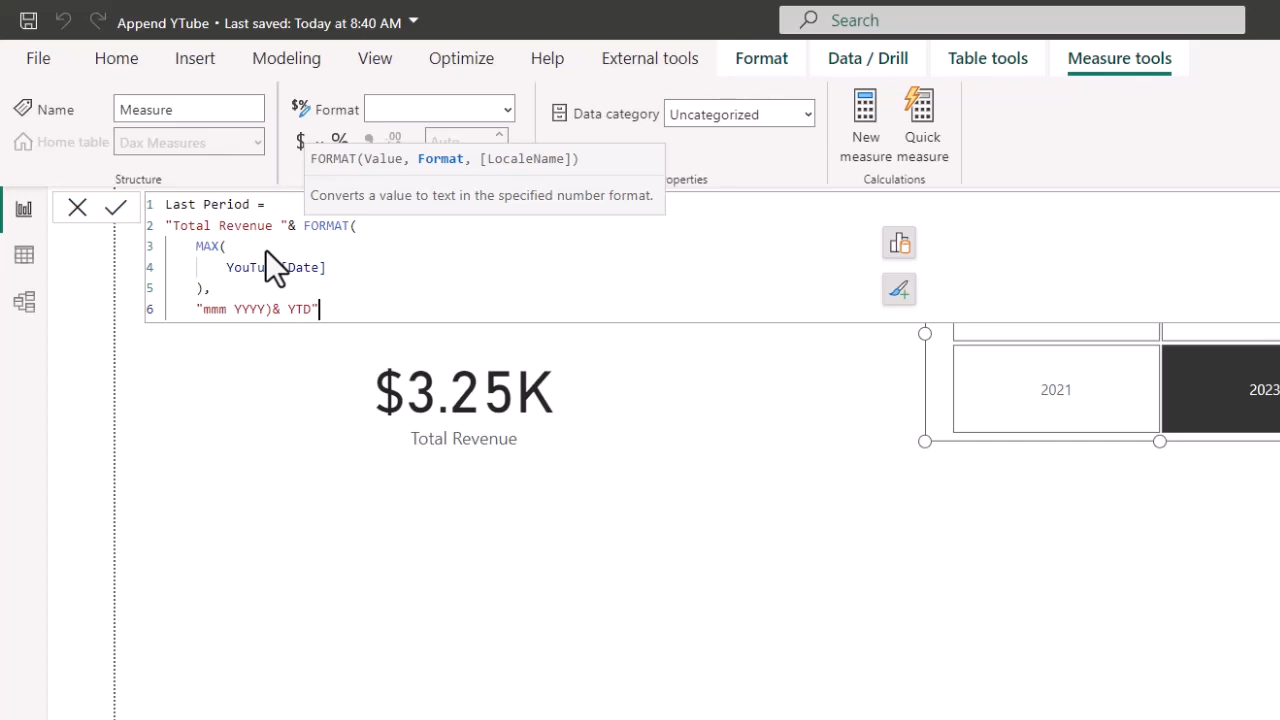 Append YTube • Last saved: Today at 8:40 AM
Search
File Home Insert Modeling View Optimize Help External tools Format Data / Drill Table tools Measure tools
Name Measure
$% Format
Data category Uncategorized
New measure
Quick measure
Home table Dax Measures
$ %
Auto
Structure
Calculations
FORMAT(Value, Format, [LocaleName])
Converts a value to text in the specified number format.
1 Last Period =
2 "Total Revenue "& FORMAT(
3 MAX(
4 [Date]
5 ),
6 "mmm YYYY)& YTD"
$3.25K
Total Revenue
2021
2023